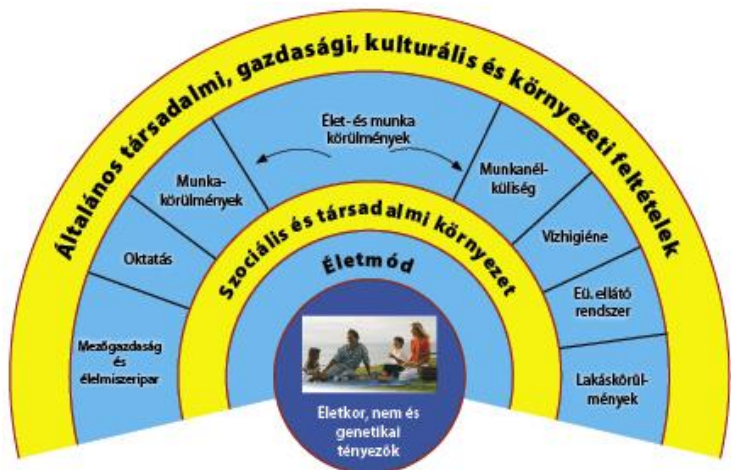 Általános társadalmi, gazdasági, kulturális és környezeti feltételek
Élet- és munka
körülmények
Munka-
körülmények
Munkanél-
küliség
Oktatás
Vízhigiéne
Mezőgazdaság
és
élelmiszeripar
Eü. ellátó
rendszer
Lakáskörül-
mények
Szociális és társadalmi környezet
Életmód
Életkor, nem és
genetikai
tényezők